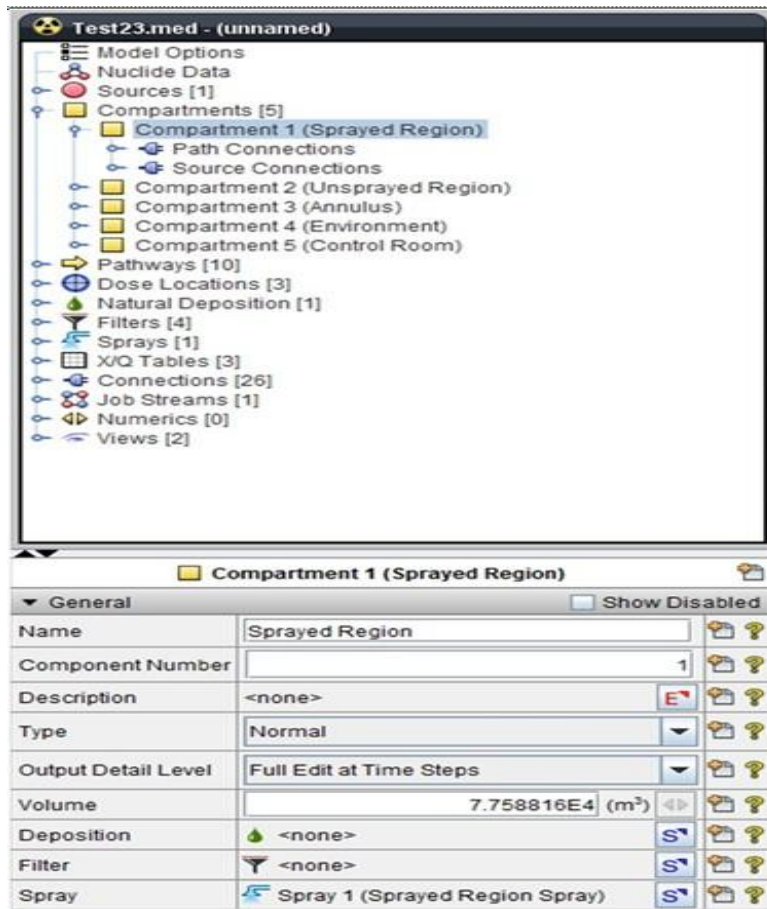 Test23.med - (unnamed)
Model Options
Nuclide Data
Sources [1]
Compartments [5]
Compartment 1 (Sprayed Region)
Path Connections
Source Connections
Compartment 2 (Unsprayed Region)
Compartment 3 (Annulus)
Compartment 4 (Environment)
Compartment 5 (Control Room)
Pathways [10]
Dose Locations [3]
Natural Deposition [1]
Filters [4]
Sprays [1]
X/Q Tables [3]
Connections [26]
Job Streams [1]
Numerics [0]
Views [2]
Compartment 1 (Sprayed Region)
General Show Disabled
Name Sprayed Region
Component Number 1
Description <none> E
Type Normal
Output Detail Level Full Edit at Time Steps
Volume 7.758816E4 (m³)
Deposition <none> S
Filter <none> S
Spray Spray 1 (Sprayed Region Spray) S